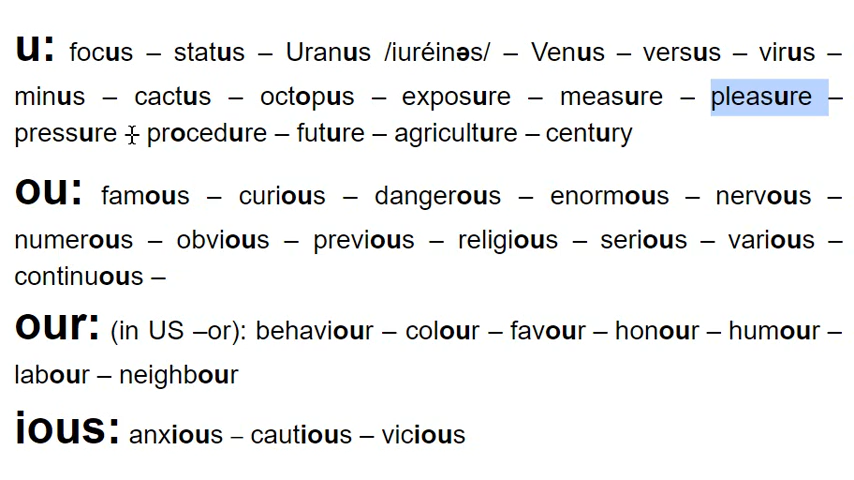 u: focus – status – Uranus /iuréinəs/ – Venus – versus – virus –
minus – cactus – octopus – exposure – measure – pleasure –
pressure – procedure – future – agriculture – century
ou: famous – curious – dangerous – enormous – nervous –
numerous – obvious – previous – religious – serious – various –
continuous –
our: (in US –or): behaviour – colour – favour – honour – humour –
labour – neighbour
ious: anxious – cautious – vicious